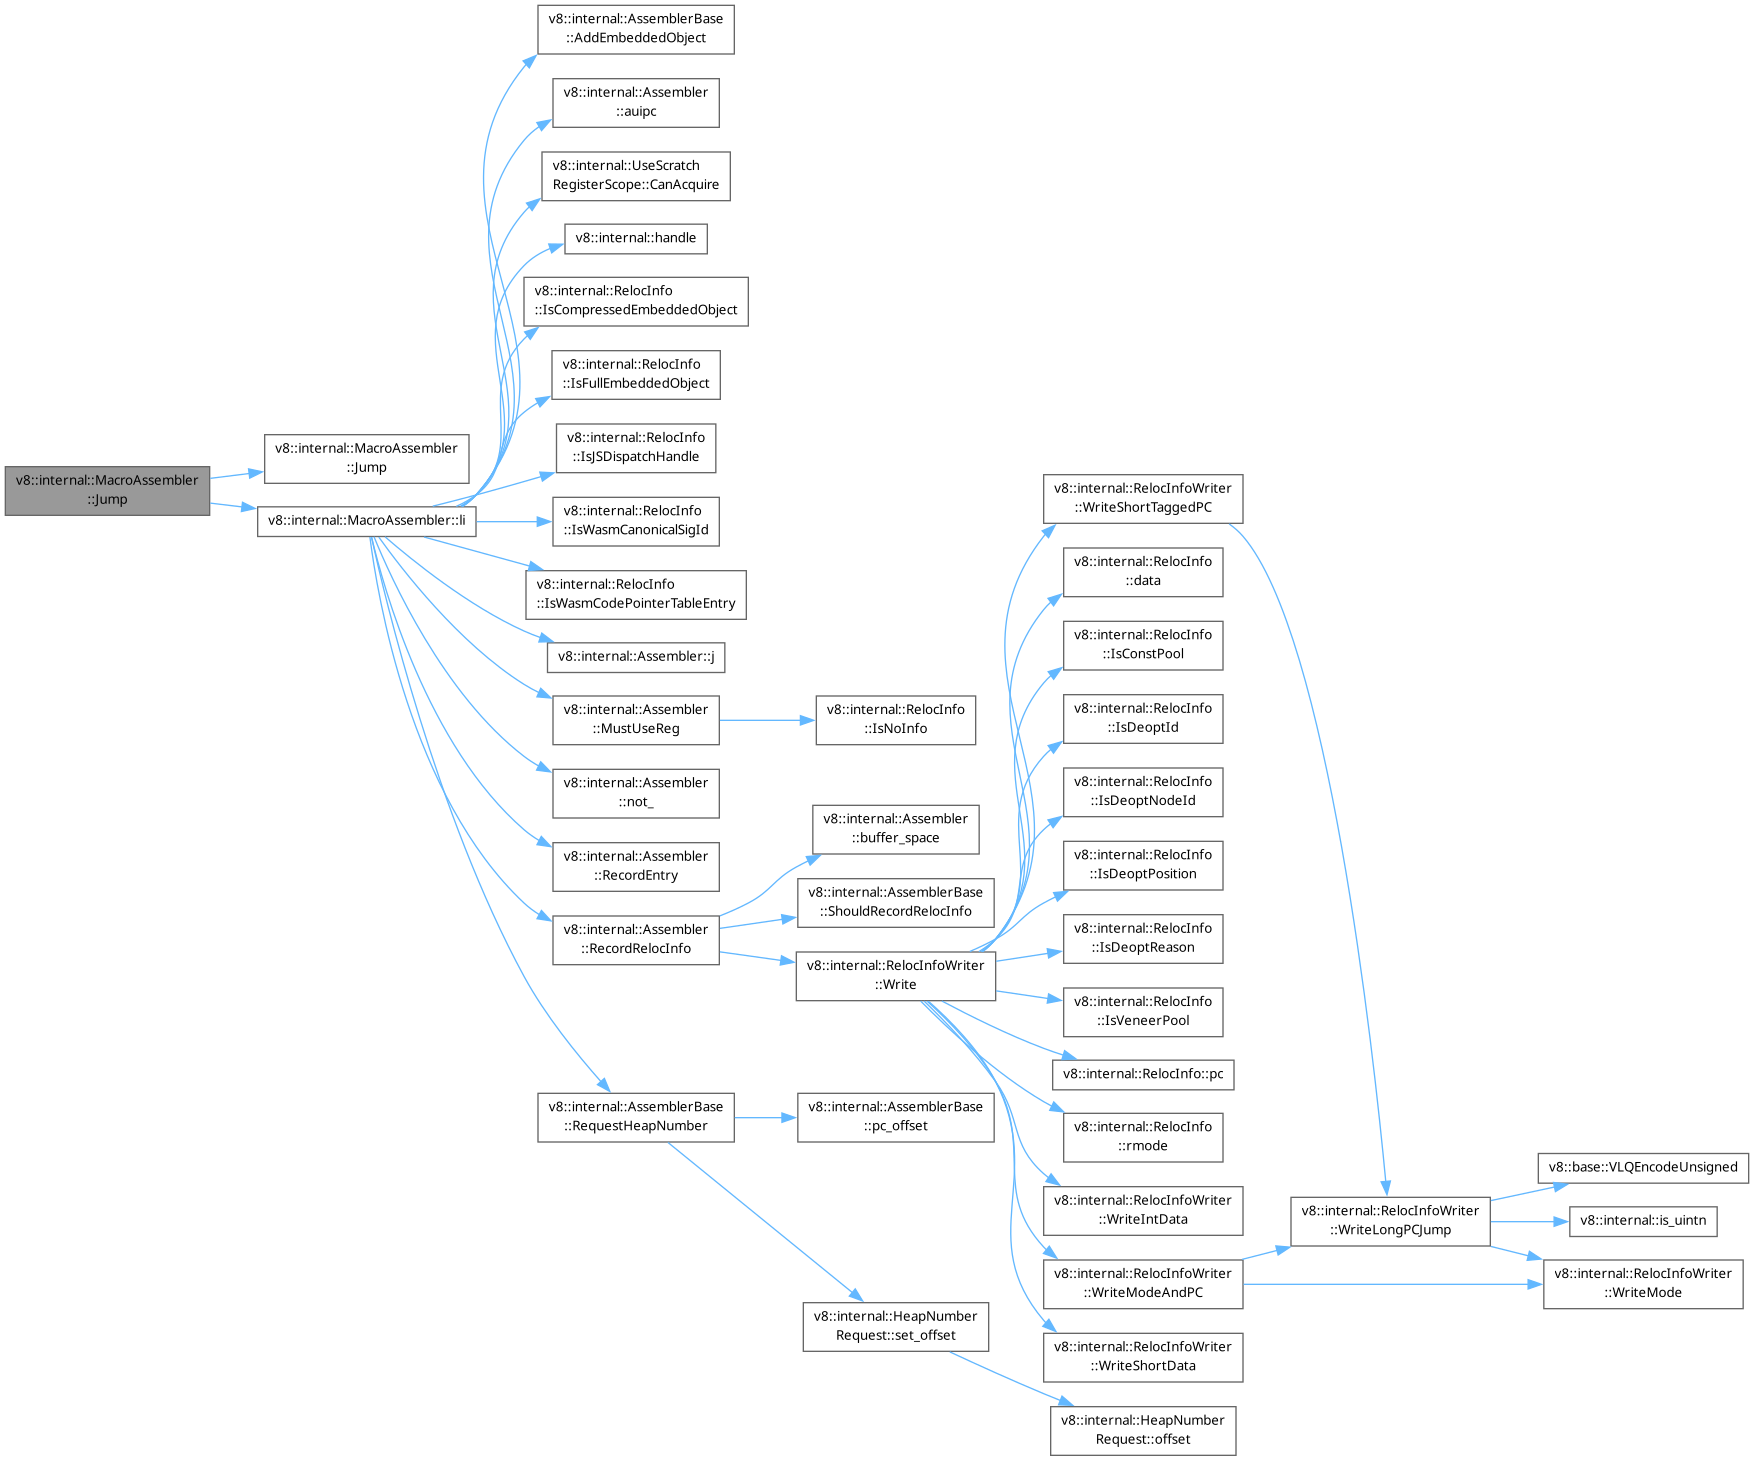 v8::internal::MacroAssembler
::Jump
v8::internal::MacroAssembler
::Jump
v8::internal::MacroAssembler::li
v8::internal::AssemblerBase
::AddEmbeddedObject
v8::internal::Assembler
::auipc
v8::internal::UseScratch
RegisterScope::CanAcquire
v8::internal::handle
v8::internal::RelocInfo
::IsCompressedEmbeddedObject
v8::internal::RelocInfo
::IsFullEmbeddedObject
v8::internal::RelocInfo
::IsJSDispatchHandle
v8::internal::RelocInfo
::IsWasmCanonicalSigId
v8::internal::RelocInfo
::IsWasmCodePointerTableEntry
v8::internal::Assembler::j
v8::internal::Assembler
::MustUseReg
v8::internal::Assembler
::not_
v8::internal::Assembler
::RecordEntry
v8::internal::Assembler
::RecordRelocInfo
v8::internal::AssemblerBase
::RequestHeapNumber
v8::internal::RelocInfo
::IsNoInfo
v8::internal::Assembler
::buffer_space
v8::internal::AssemblerBase
::ShouldRecordRelocInfo
v8::internal::RelocInfoWriter
::Write
v8::internal::AssemblerBase
::pc_offset
v8::internal::HeapNumber
Request::set_offset
v8::internal::RelocInfoWriter
::WriteShortTaggedPC
v8::internal::RelocInfo
::data
v8::internal::RelocInfo
::IsConstPool
v8::internal::RelocInfo
::IsDeoptId
v8::internal::RelocInfo
::IsDeoptNodeId
v8::internal::RelocInfo
::IsDeoptPosition
v8::internal::RelocInfo
::IsDeoptReason
v8::internal::RelocInfo
::IsVeneerPool
v8::internal::RelocInfo::pc
v8::internal::RelocInfo
::rmode
v8::internal::RelocInfoWriter
::WriteIntData
v8::internal::RelocInfoWriter
::WriteModeAndPC
v8::internal::RelocInfoWriter
::WriteShortData
v8::internal::HeapNumber
Request::offset
v8::internal::RelocInfoWriter
::WriteLongPCJump
v8::base::VLQEncodeUnsigned
v8::internal::is_uintn
v8::internal::RelocInfoWriter
::WriteMode